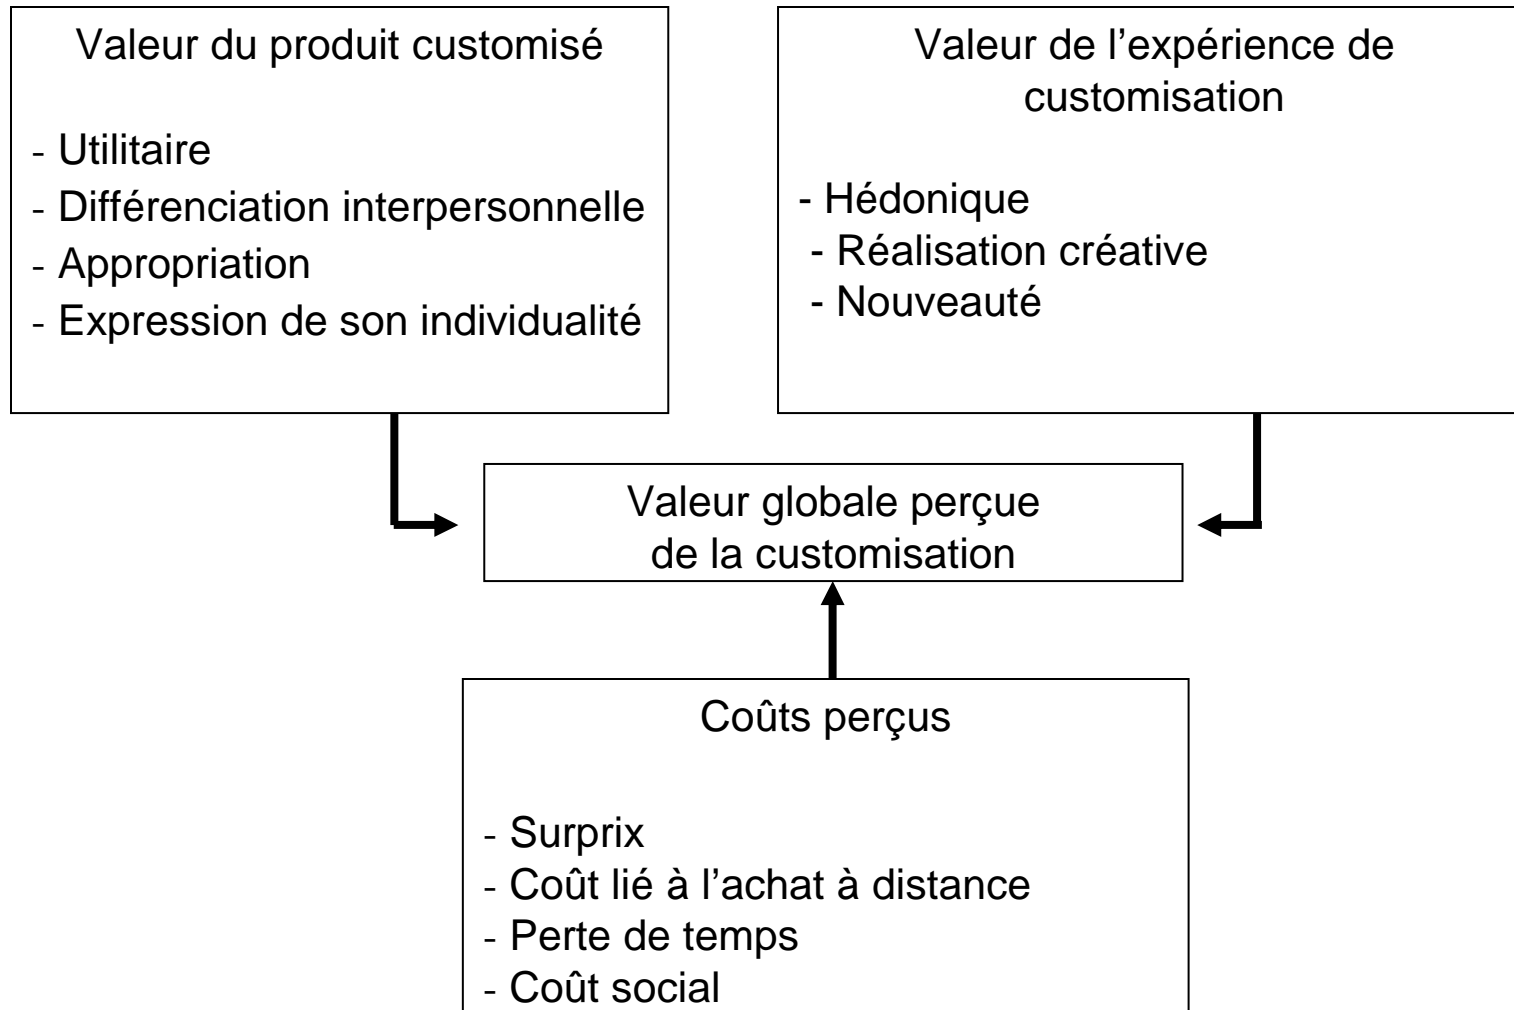 Valeur du produit customisé
- Utilitaire
- Différenciation interpersonnelle
- Appropriation
- Expression de son individualité
Valeur de l’expérience de
customisation
- Hédonique
- Réalisation créative
- Nouveauté
Valeur globale perçue
de la customisation
Coûts perçus
- Surprix
- Coût lié à l’achat à distance
- Perte de temps
- Coût social